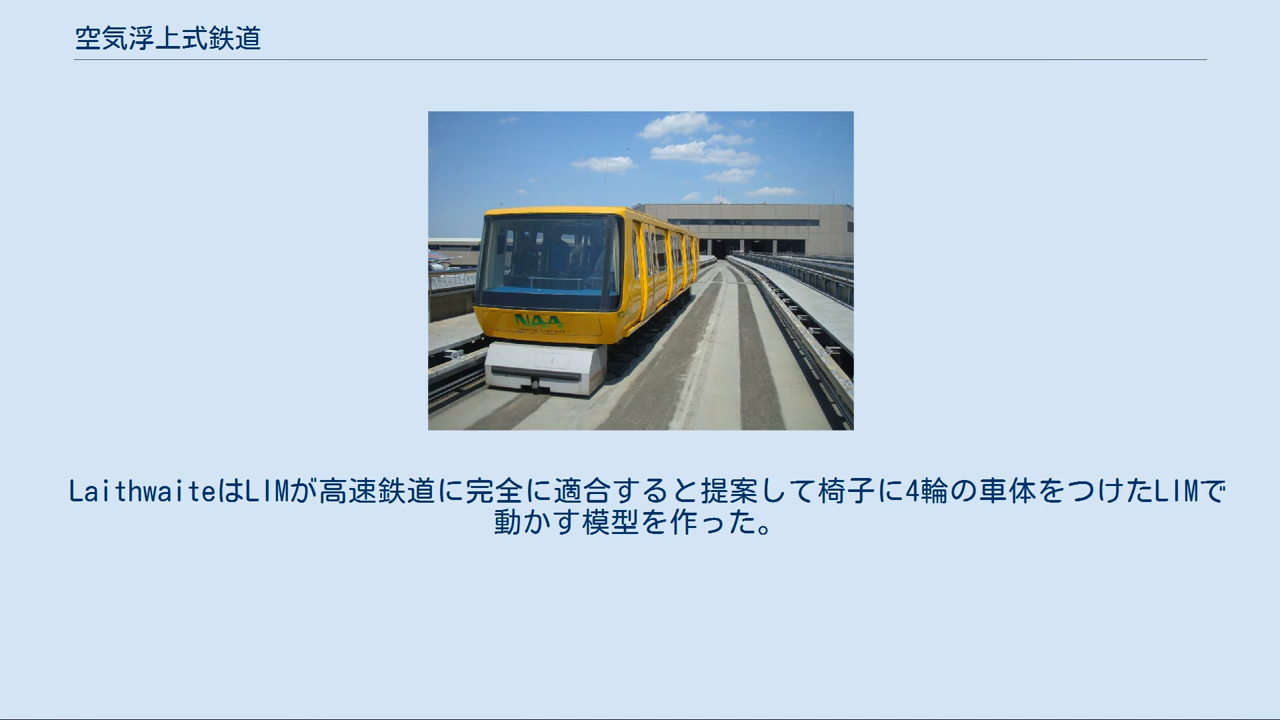 空気浮上式鉄道
NAA
LaithwaiteはLIMが高速鉄道に完全に適合すると提案して椅子に4輪の車体をつけたLIMで
動かす模型を作った。